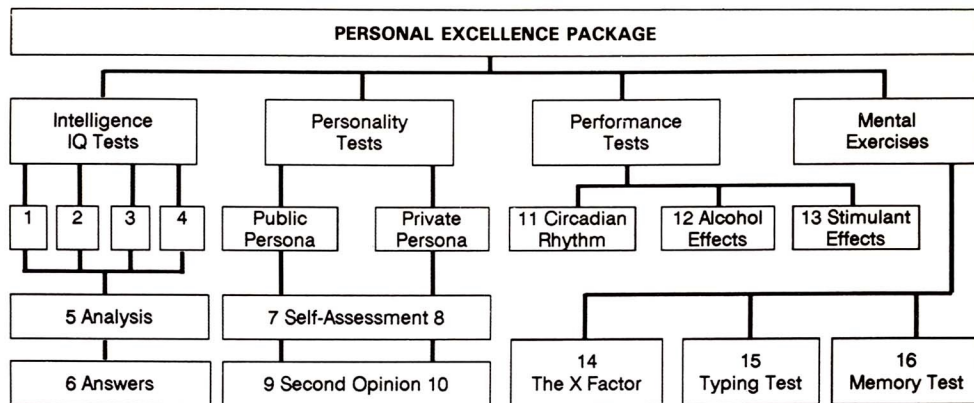 PERSONAL EXCELLENCE PACKAGE
Intelligence
IQ Tests
Personality
Tests
Performance
Tests
Mental
Exercises
1
2
3
4
Public
Persona
Private
Persona
11 Circadian
Rhythm
12 Alcohol
Effects
13 Stimulant
Effects
5 Analysis
7 Self-Assessment 8
6 Answers
9 Second Opinion 10
14
The X Factor
15
Typing Test
16
Memory Test